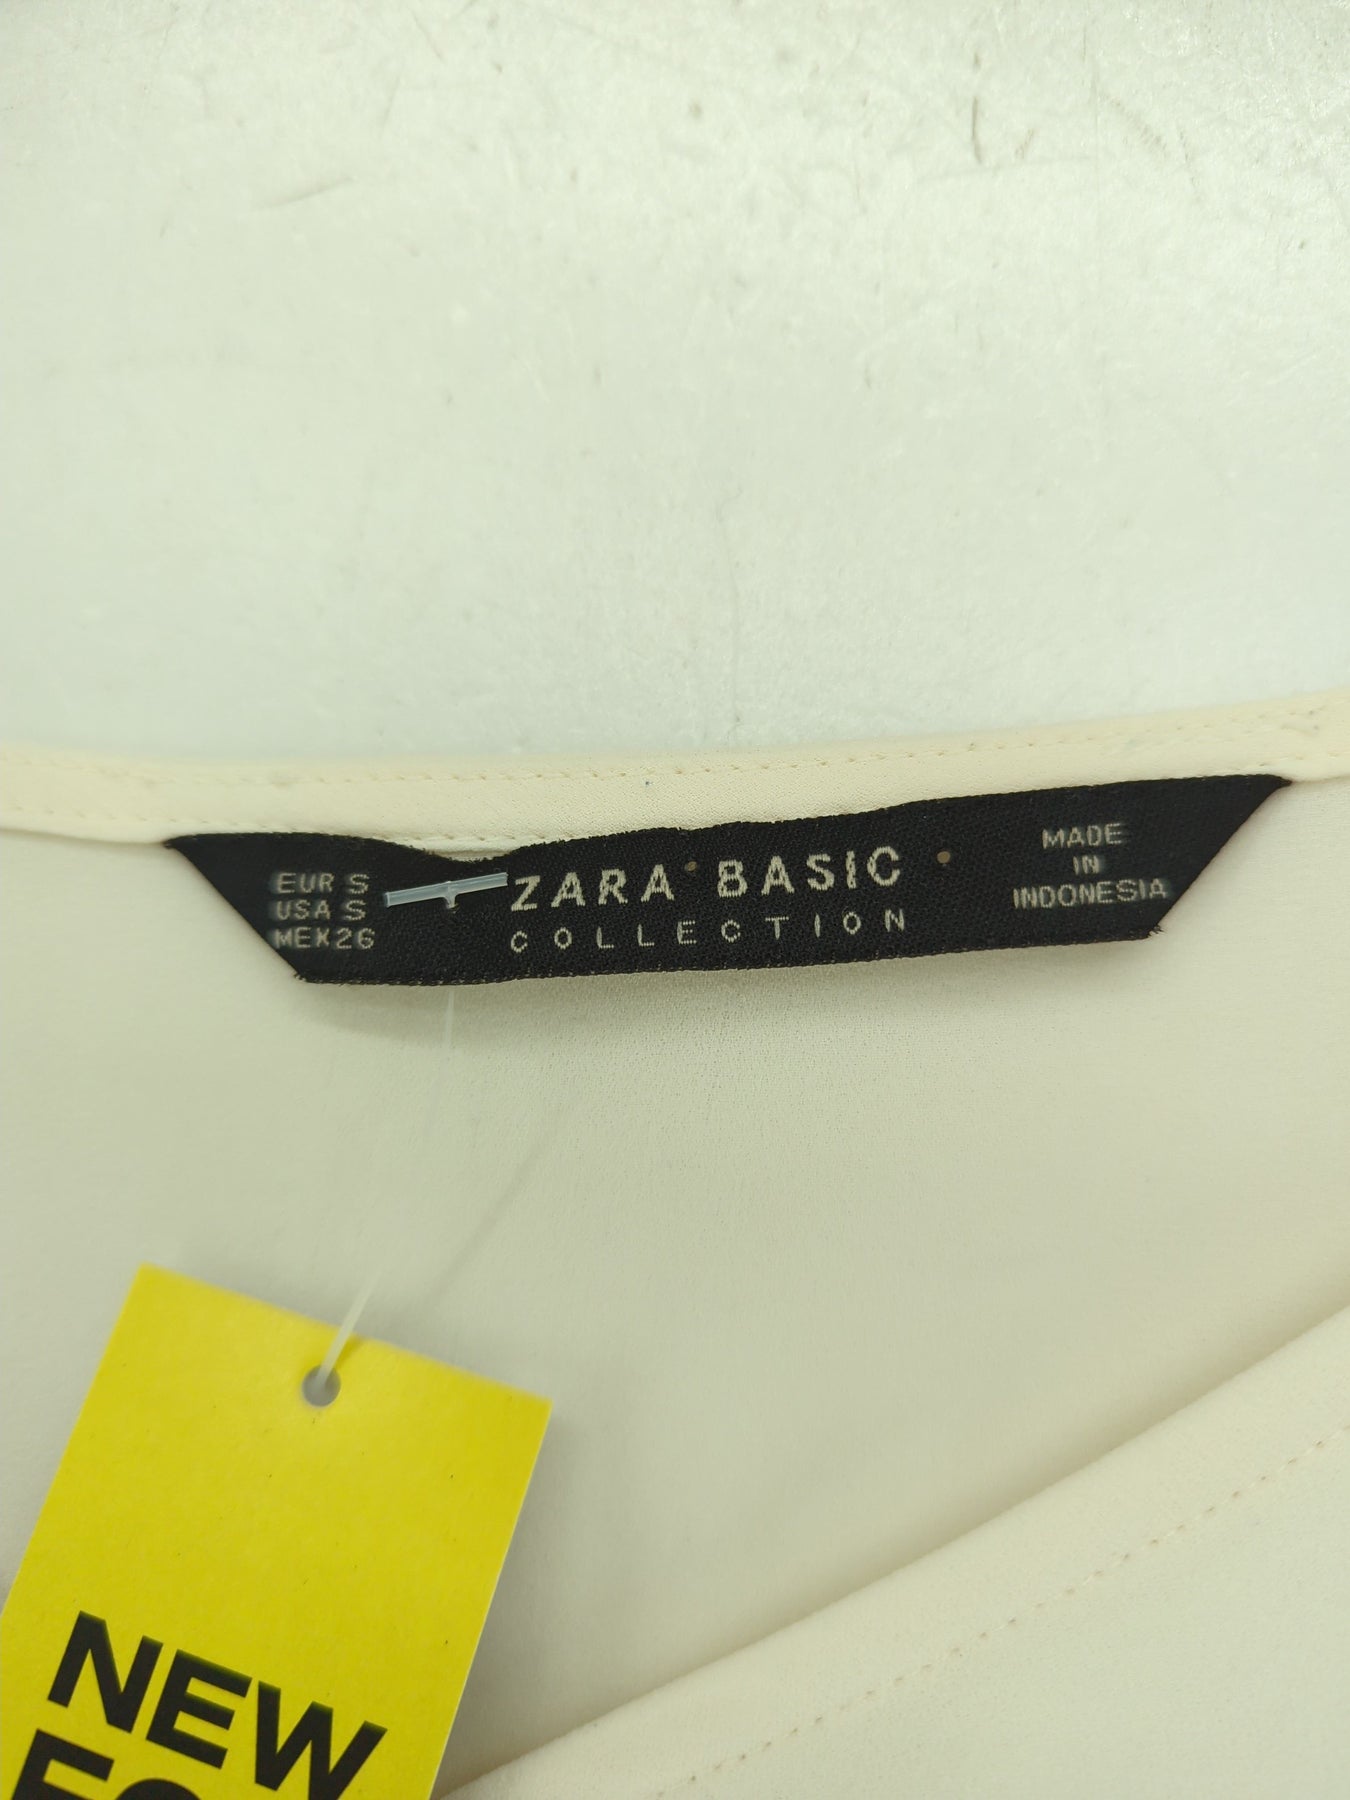 EUR S
USA S
MEX 26
ZARA BASIC
COLLECTION
MADE
IN
INDONESIA
NEW